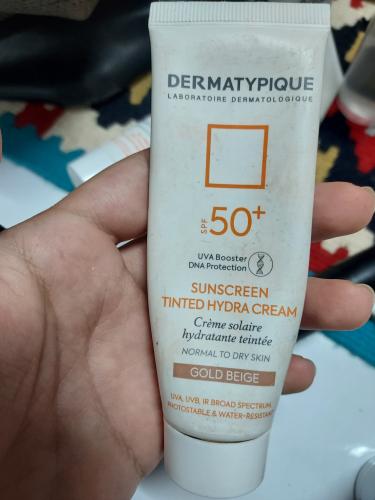 DERMATYPIQUE
LABORATOIRE DERMATOLOGIQUE
SPF 50+
UVA Booster
DNA Protection
SUNSCREEN
TINTED HYDRA CREAM
Crème solaire
hydratante teintée
NORMAL TO DRY SKIN
GOLD BEIGE
UVA, UVB, IR BROAD SPECTRUM,
PHOTOSTABLE & WATER-RESISTANT